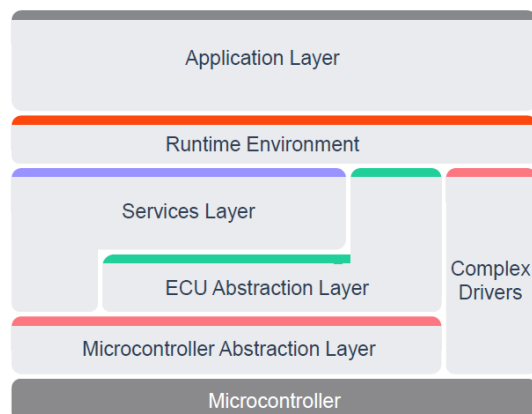 Application Layer
Runtime Environment
Services Layer
ECU Abstraction Layer
Complex
Drivers
Microcontroller Abstraction Layer
Microcontroller